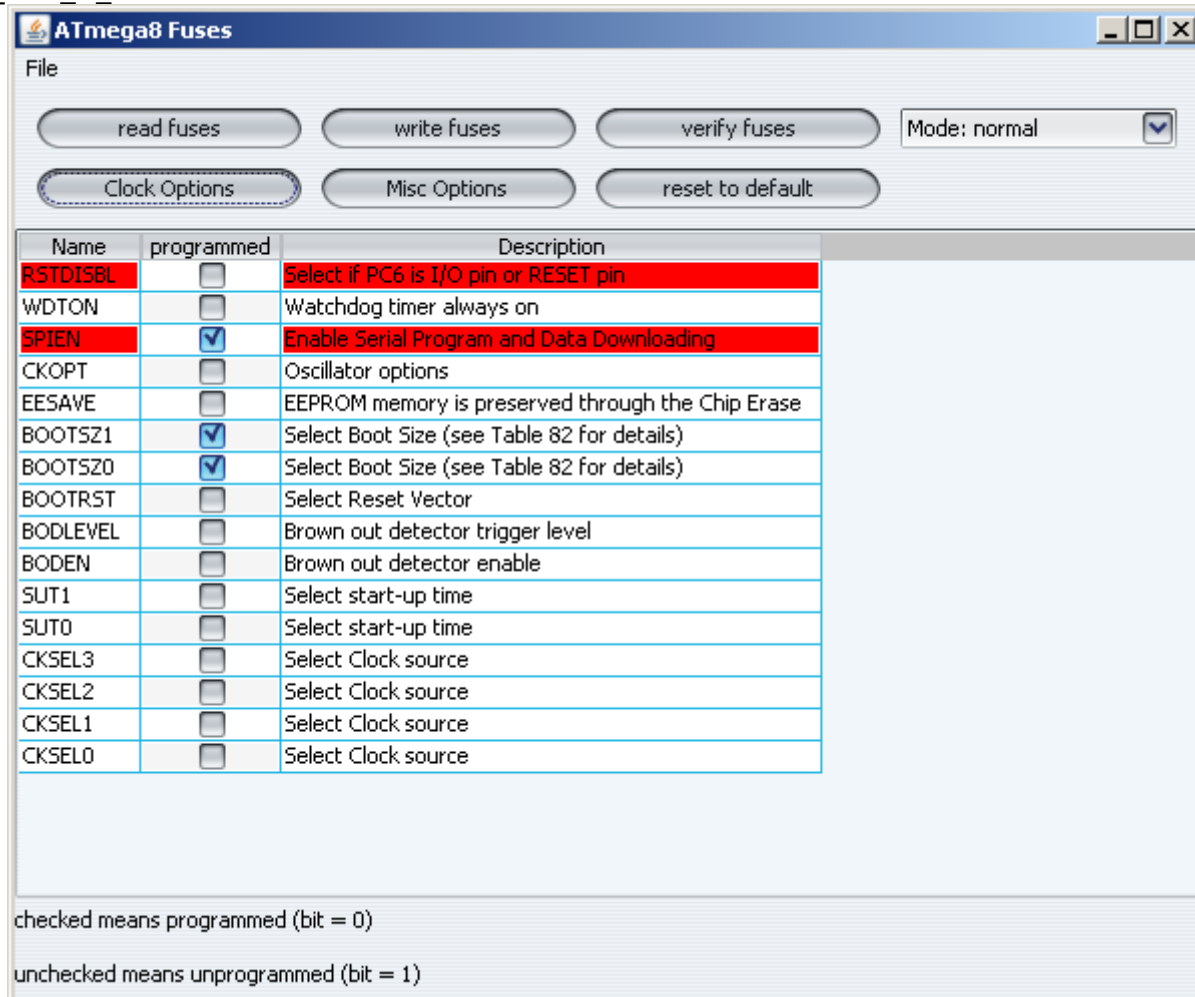 ATmega8 Fuses
File
read fuses write fuses verify fuses Mode: normal
Clock Options Misc Options reset to default
Name programmed Description
RSTDISBL Select if PC6 is I/O pin or RESET pin
WDTON Watchdog timer always on
SPIEN Enable Serial Program and Data Downloading
CKOPT Oscillator options
EESAVE EEPROM memory is preserved through the Chip Erase
BOOTSZ1 Select Boot Size (see Table 82 for details)
BOOTSZ0 Select Boot Size (see Table 82 for details)
BOOTRST Select Reset Vector
BODLEVEL Brown out detector trigger level
BODEN Brown out detector enable
SUT1 Select start-up time
SUT0 Select start-up time
CKSEL3 Select Clock source
CKSEL2 Select Clock source
CKSEL1 Select Clock source
CKSEL0 Select Clock source
checked means programmed (bit = 0)
unchecked means unprogrammed (bit = 1)